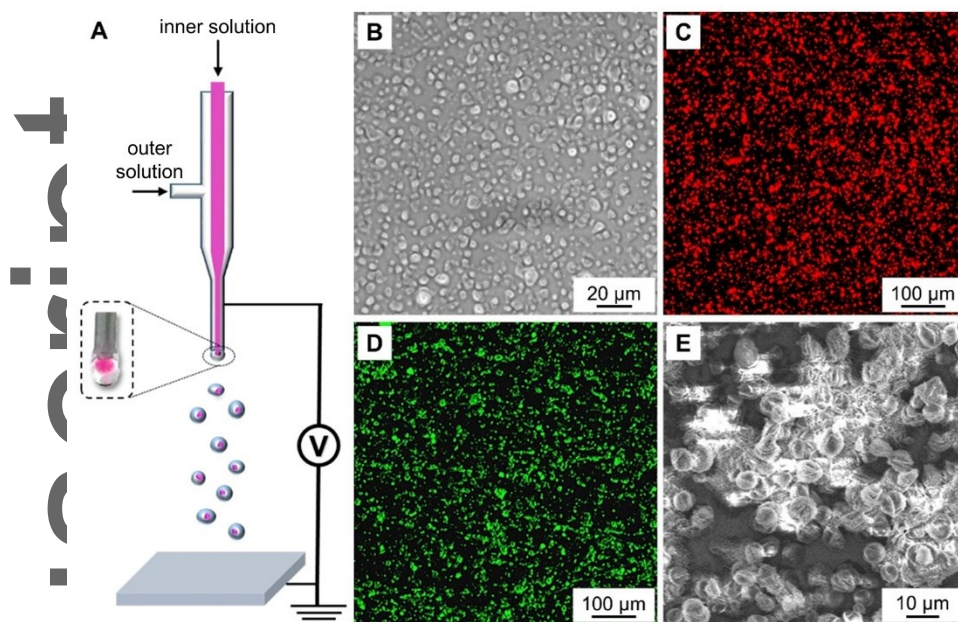 A
inner solution
outer
solution
V
B
20 µm
C
100 µm
D
100 µm
E
10 µm